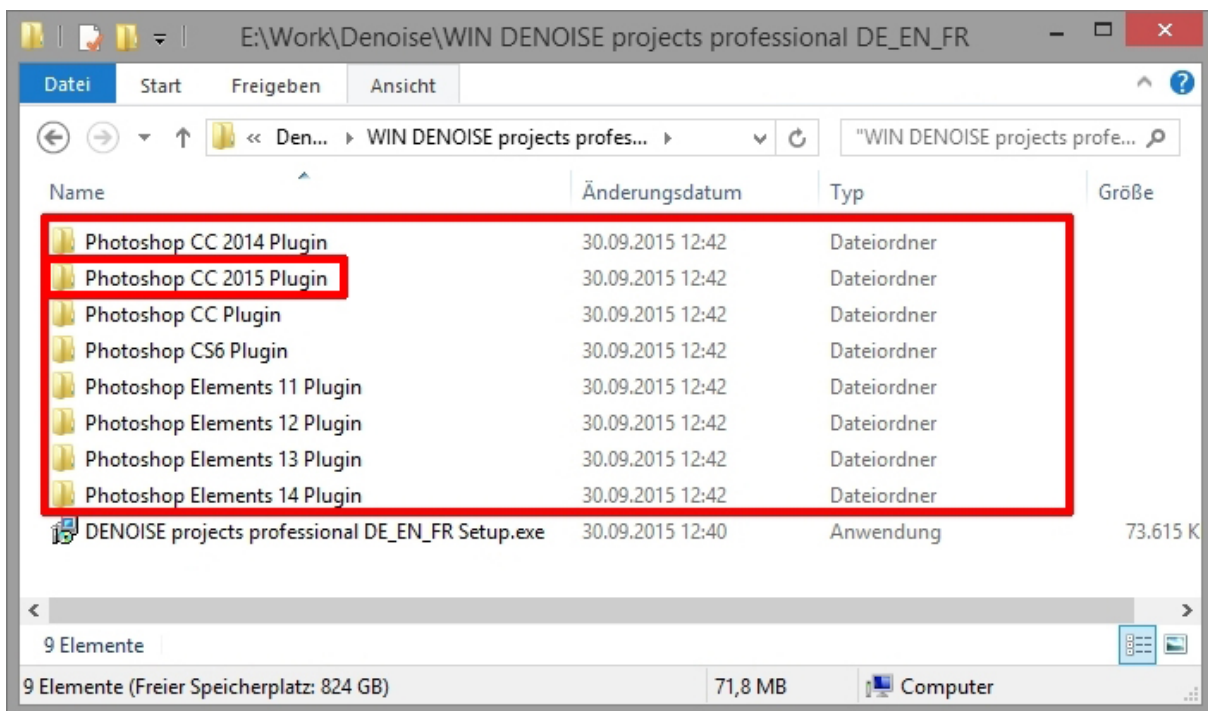 E:\Work\Denoise\WIN DENOISE projects professional DE_EN_FR
Datei Start Freigeben Ansicht
« Den... WIN DENOISE projects profes... "WIN DENOISE projects profe...
Name Änderungsdatum Typ Größe
Photoshop CC 2014 Plugin 30.09.2015 12:42 Dateiordner
Photoshop CC 2015 Plugin 30.09.2015 12:42 Dateiordner
Photoshop CC Plugin 30.09.2015 12:42 Dateiordner
Photoshop CS6 Plugin 30.09.2015 12:42 Dateiordner
Photoshop Elements 11 Plugin 30.09.2015 12:42 Dateiordner
Photoshop Elements 12 Plugin 30.09.2015 12:42 Dateiordner
Photoshop Elements 13 Plugin 30.09.2015 12:42 Dateiordner
Photoshop Elements 14 Plugin 30.09.2015 12:42 Dateiordner
DENOISE projects professional DE_EN_FR Setup.exe 30.09.2015 12:40 Anwendung 73.615 K
9 Elemente
9 Elemente (Freier Speicherplatz: 824 GB) 71,8 MB Computer